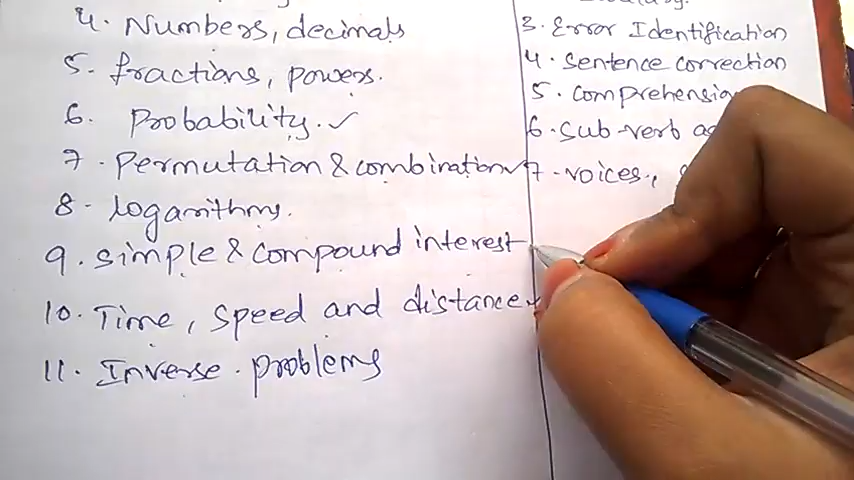 4. Numbers, decimals
5. fractions, powers.
6. Probability. ✓
7. Permutation & combination ✓
8. logarithms.
9. simple & compound interest
10. Time, speed and distance
11. Inverse. problems
3. Error Identification
4. Sentence correction
5. comprehension
6. Sub-verb
7. voices,